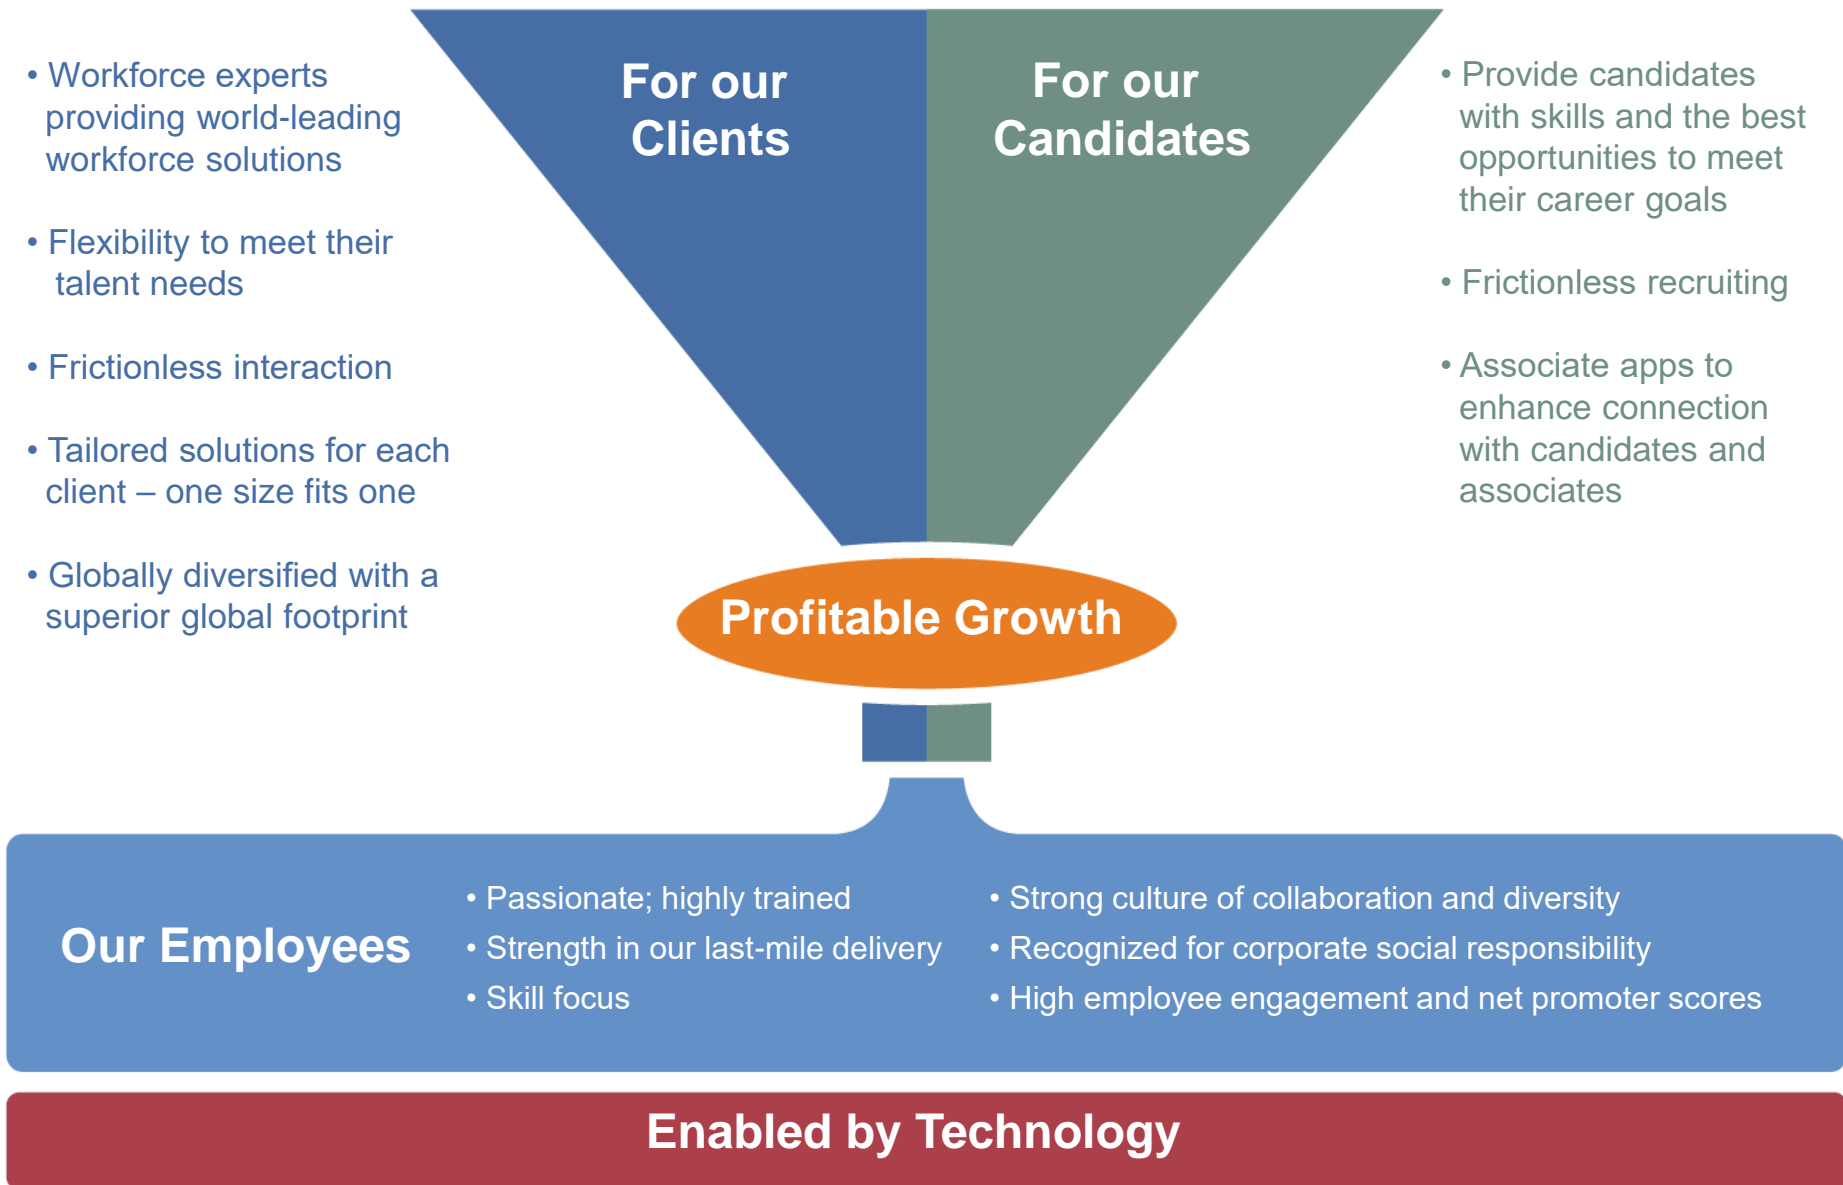 • Workforce experts
providing world-leading
workforce solutions
• Flexibility to meet their
talent needs
• Frictionless interaction
• Tailored solutions for each
client – one size fits one
• Globally diversified with a
superior global footprint
For our
Clients
For our
Candidates
• Provide candidates
with skills and the best
opportunities to meet
their career goals
• Frictionless recruiting
• Associate apps to
enhance connection
with candidates and
associates
Profitable Growth
Our Employees
• Passionate; highly trained
• Strength in our last-mile delivery
• Skill focus
• Strong culture of collaboration and diversity
• Recognized for corporate social responsibility
• High employee engagement and net promoter scores
Enabled by Technology